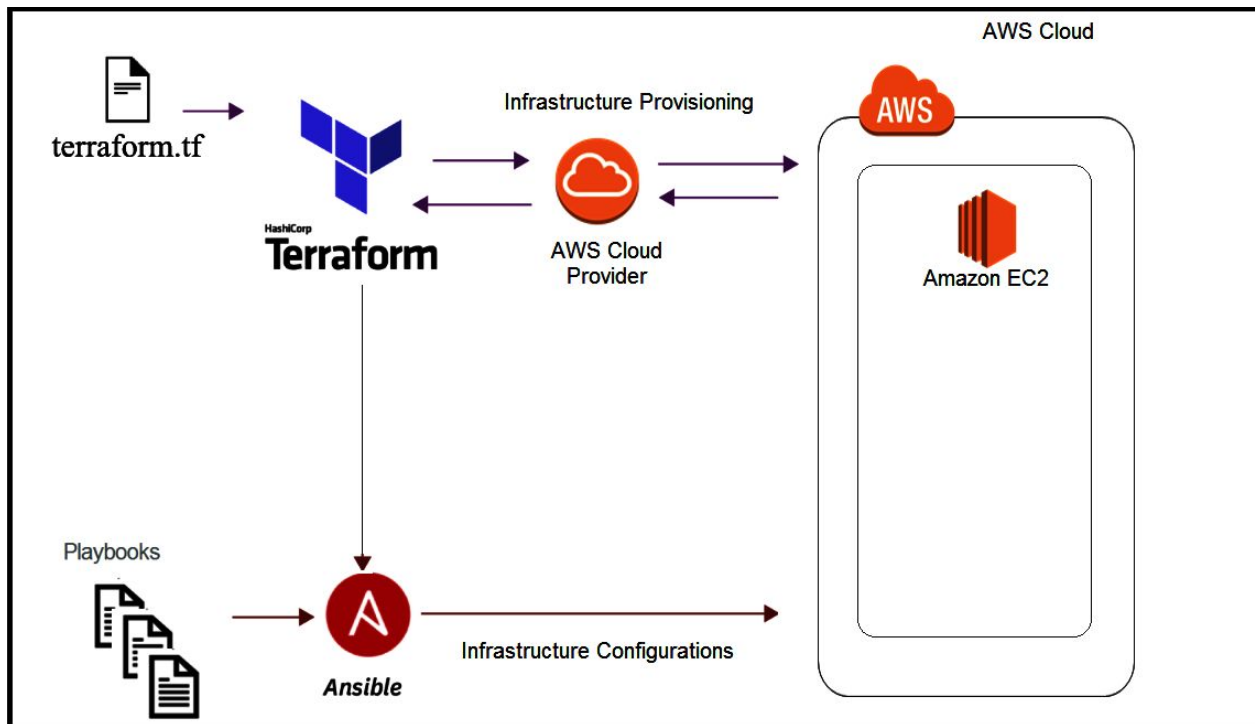 AWS Cloud
AWS
Infrastructure Provisioning
terraform.tf
HashiCorp
Terraform
AWS Cloud
Provider
Amazon EC2
Playbooks
Infrastructure Configurations
Ansible